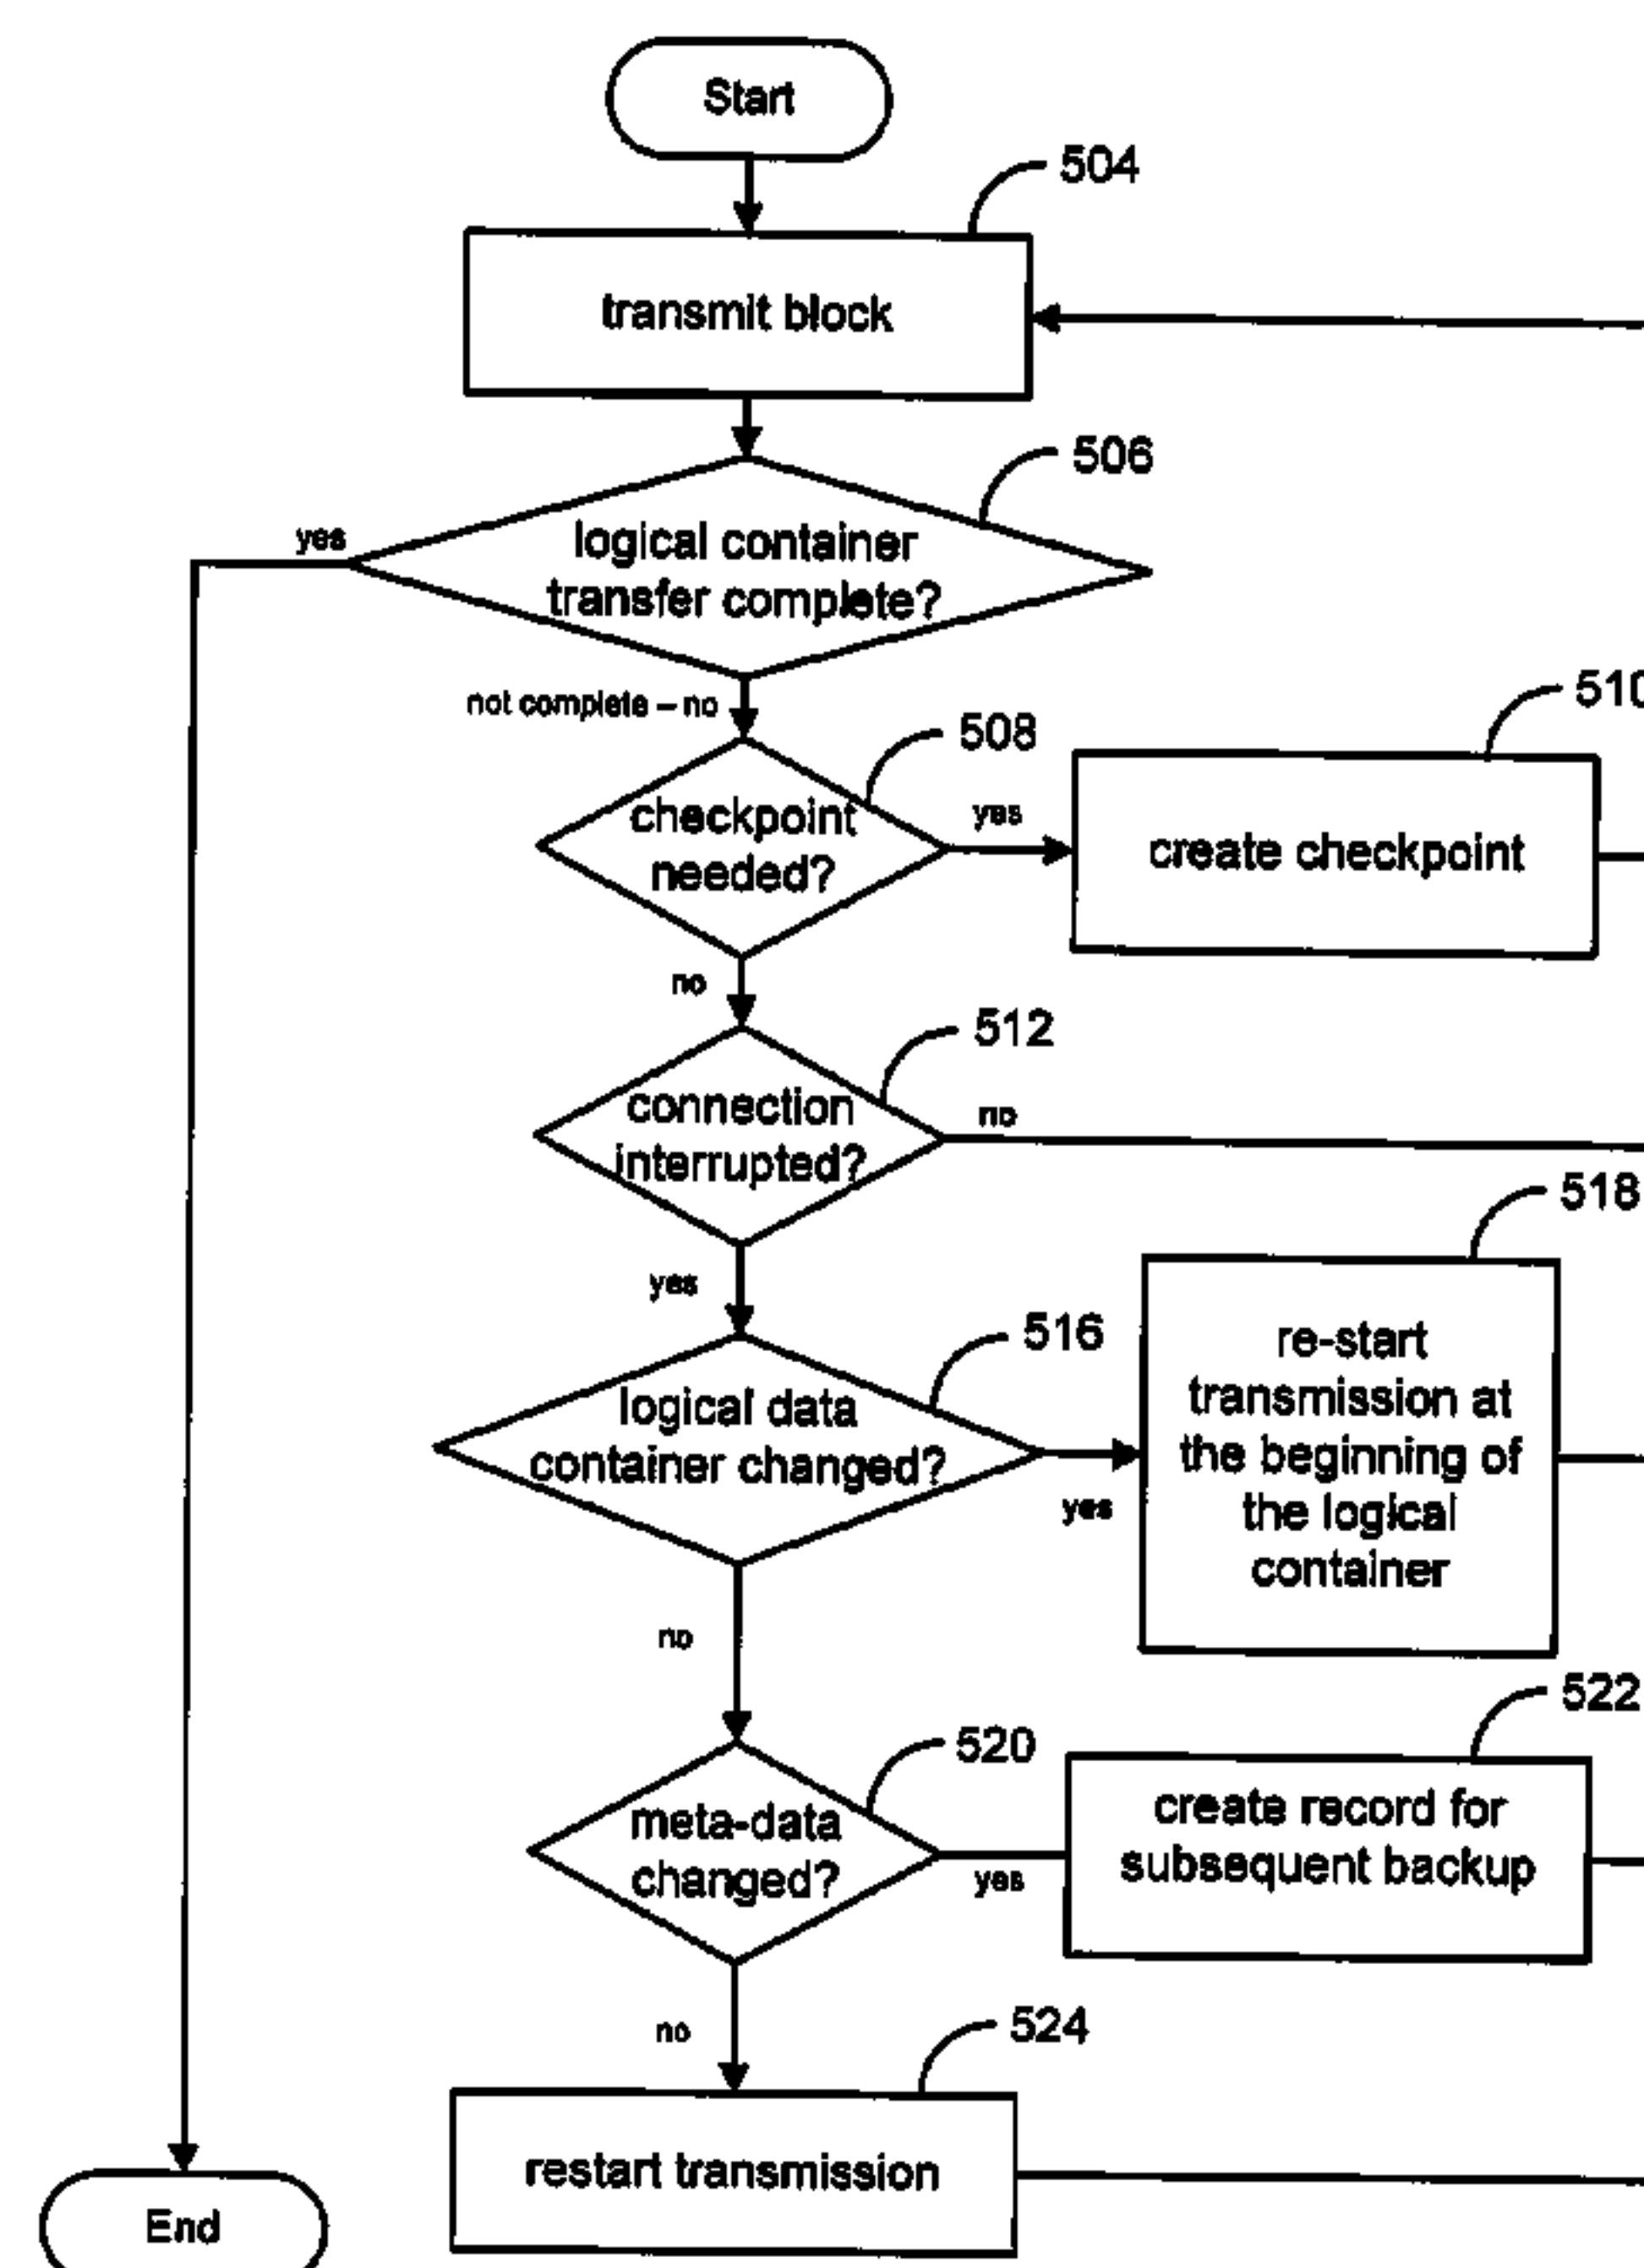 Start
504
transmit block
506
yes
logical container
transfer complete?
not complete – no
508
510
checkpoint
needed?
yes
create checkpoint
no
512
connection
interrupted?
no
518
yes
516
re-start
transmission at
the beginning of
the logical
container
logical data
container changed?
yes
no
522
520
create record for
subsequent backup
meta-data
changed?
yes
no
524
restart transmission
End